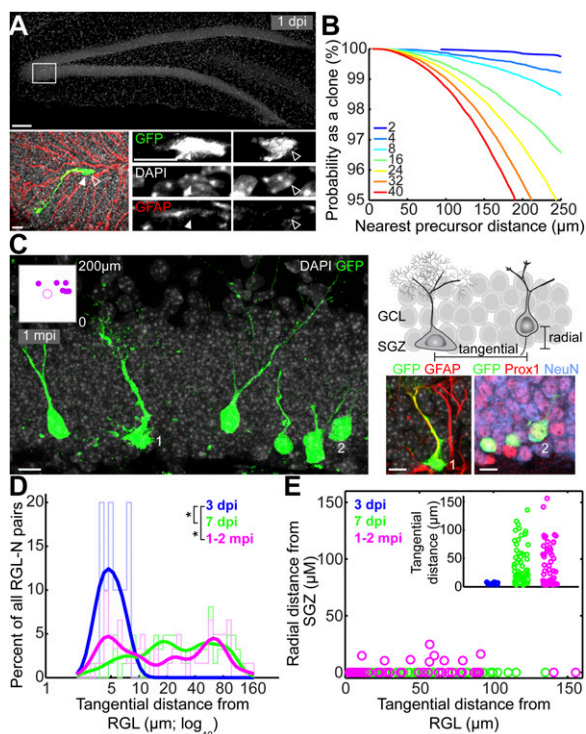 A
1 dpi
GFP
DAPI
GFAP
B
Probability as a clone (%)
100
99
98
97
96
95
2
4
8
16
24
32
40
0 50 100 150 200 250
Nearest precursor distance (µm)
C
200µm
0
1 mpi
DAPI GFP
1
2
GCL
SGZ
radial
tangential
GFP GFAP
1
GFP Prox1 NeuN
2
D
Percent of all RGL-N pairs
20
15
10
5
0
3 dpi
7 dpi
1-2 mpi
*
*
1 5 10 20 40 80 160
Tangential distance from
RGL (µm; log₁₀)
E
Radial distance from
SGZ (µM)
150
100
50
0
3 dpi
7 dpi
1-2 mpi
Tangential
distance (µm)
150
100
50
0
0 50 100 150
Tangential distance from
RGL (µm)